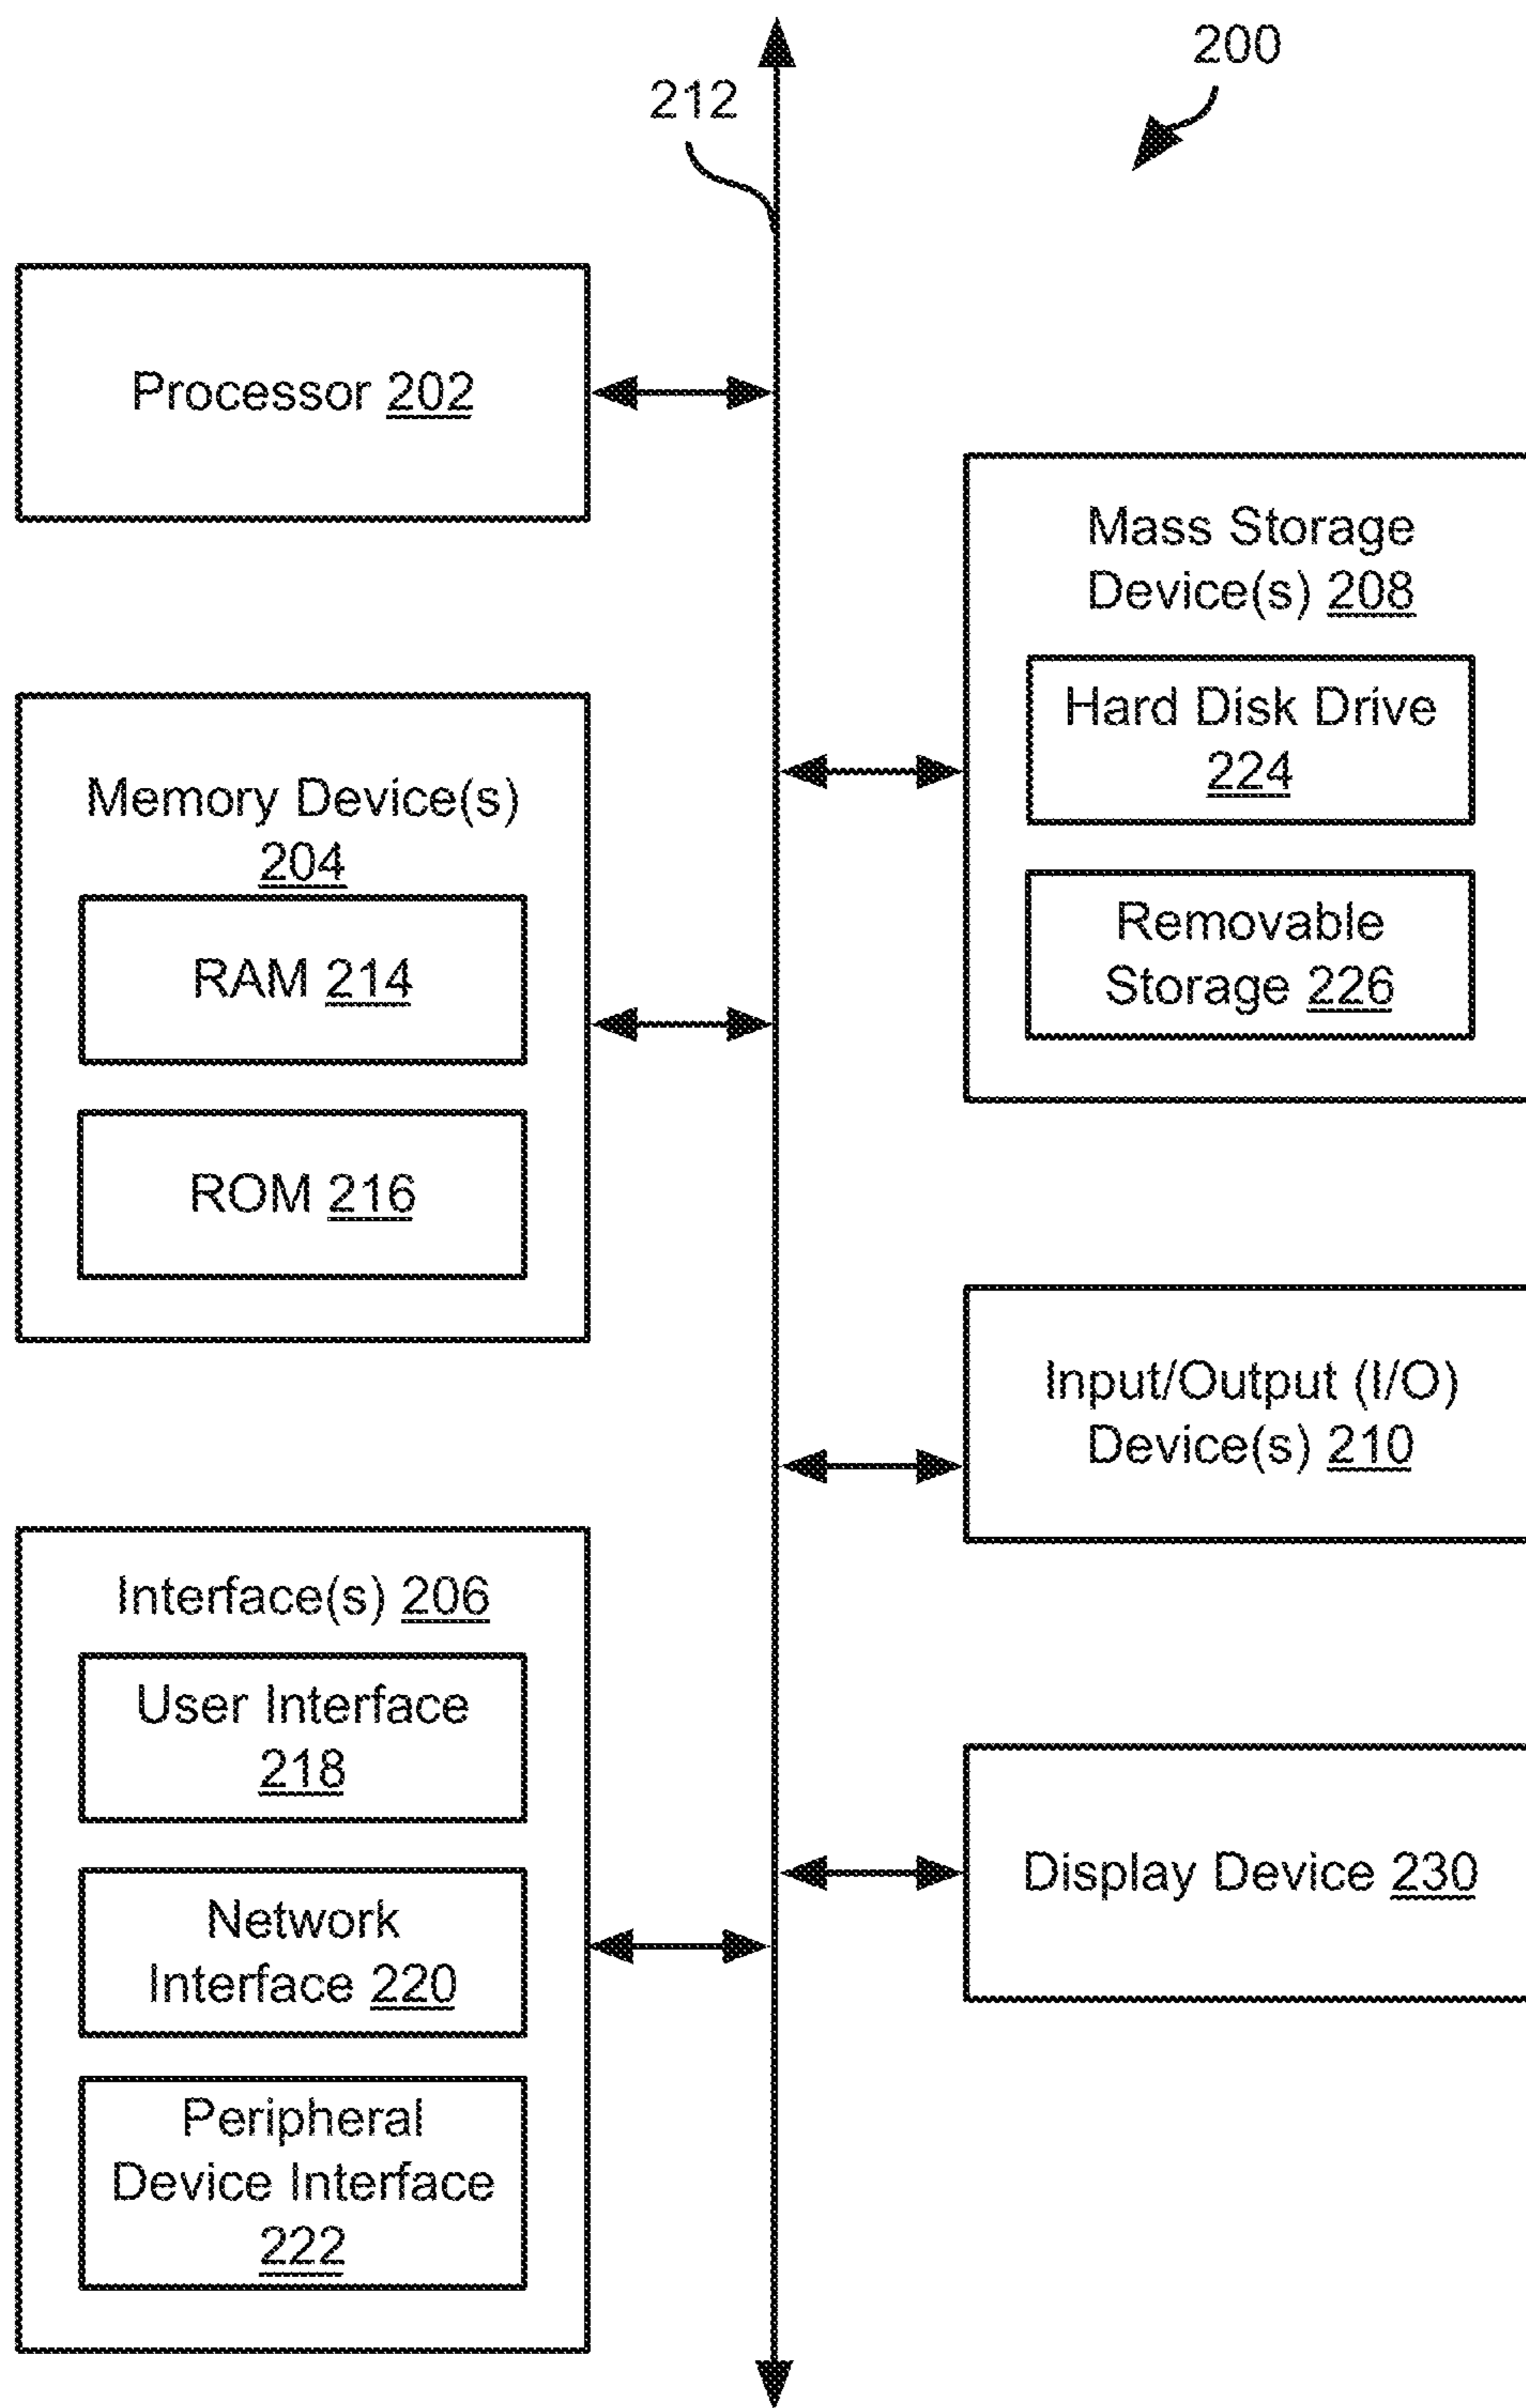 200
212
Processor 202
Mass Storage
Device(s) 208
Hard Disk Drive
224
Removable
Storage 226
Memory Device(s)
204
RAM 214
ROM 216
Input/Output (I/O)
Device(s) 210
Interface(s) 206
User Interface
218
Network
Interface 220
Peripheral
Device Interface
222
Display Device 230